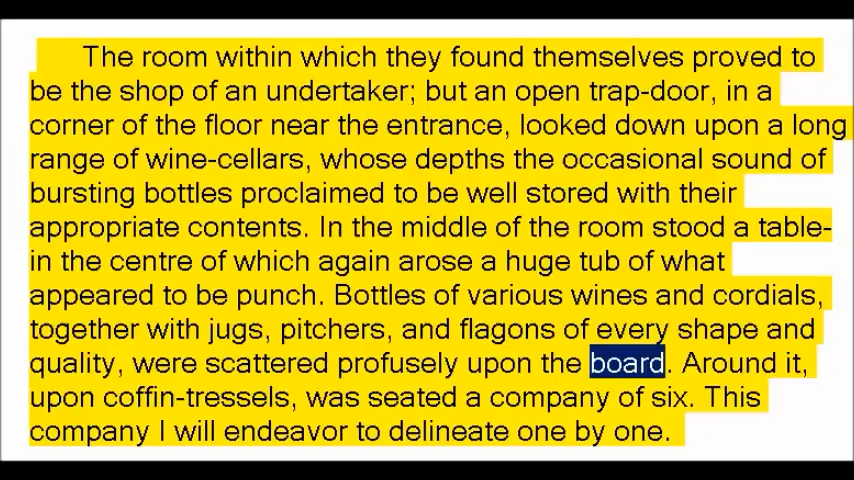 The room within which they found themselves proved to
be the shop of an undertaker; but an open trap-door, in a
corner of the floor near the entrance, looked down upon a long
range of wine-cellars, whose depths the occasional sound of
bursting bottles proclaimed to be well stored with their
appropriate contents. In the middle of the room stood a table-
in the centre of which again arose a huge tub of what
appeared to be punch. Bottles of various wines and cordials,
together with jugs, pitchers, and flagons of every shape and
quality, were scattered profusely upon the board. Around it,
upon coffin-tressels, was seated a company of six. This
company I will endeavor to delineate one by one.